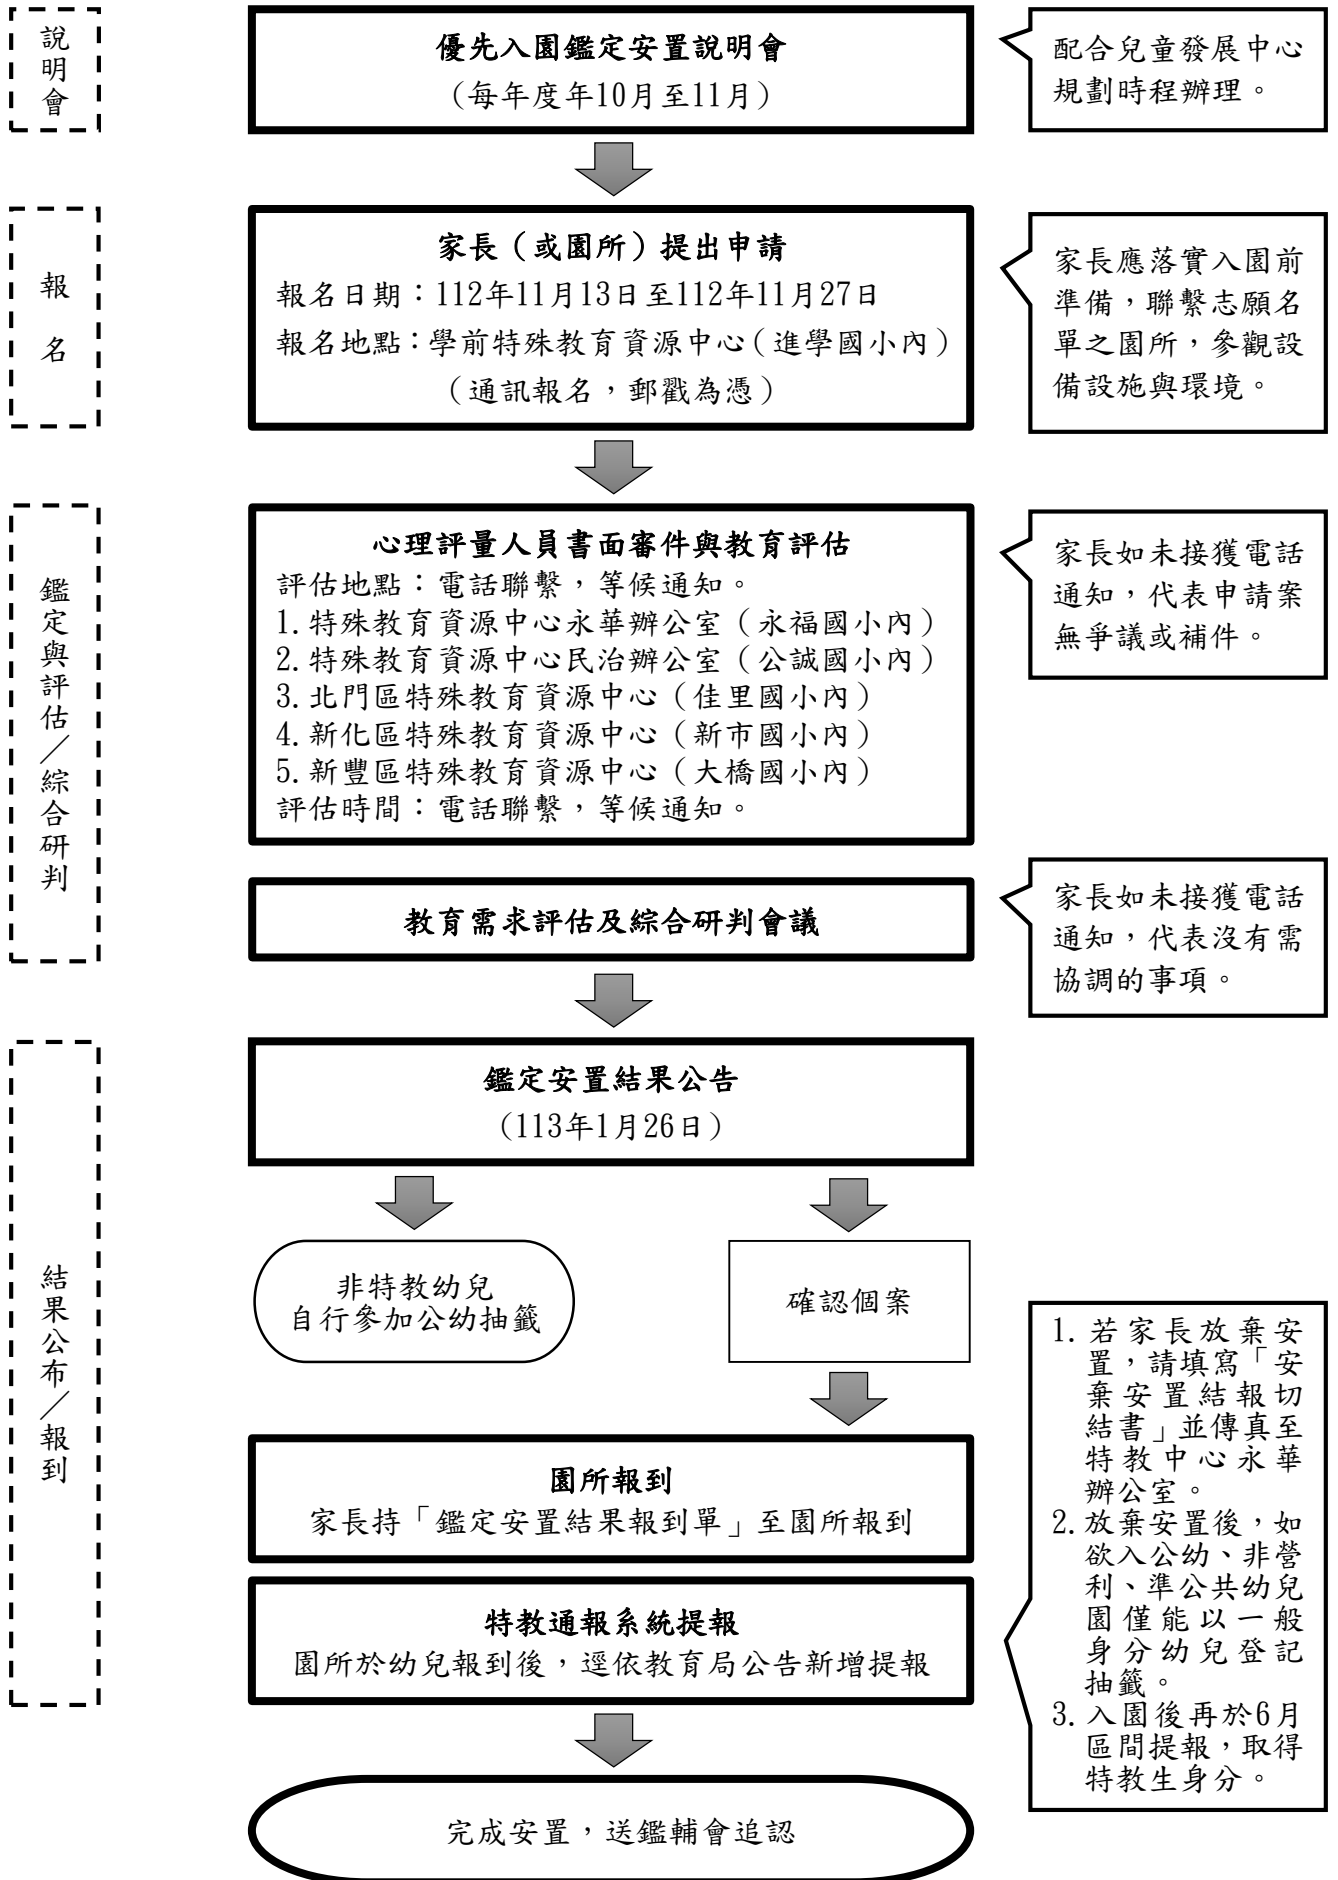 說明會
優先入園鑑定安置說明會
（每年度年10月至11月）
配合兒童發展中心
規劃時程辦理。
報名
家長（或園所）提出申請
報名日期：112年11月13日至112年11月27日
報名地點：學前特殊教育資源中心（進學國小內）
（通訊報名，郵戳為憑）
家長應落實入園前
準備，聯繫志願名
單之園所，參觀設
備設施與環境。
鑑定與評估／綜合研判
心理評量人員書面審件與教育評估
評估地點：電話聯繫，等候通知。
1.特殊教育資源中心永華辦公室（永福國小內）
2.特殊教育資源中心民治辦公室（公誠國小內）
3.北門區特殊教育資源中心（佳里國小內）
4.新化區特殊教育資源中心（新市國小內）
5.新豐區特殊教育資源中心（大橋國小內）
評估時間：電話聯繫，等候通知。
家長如未接獲電話
通知，代表申請案
無爭議或補件。
教育需求評估及綜合研判會議
家長如未接獲電話
通知，代表沒有需
協調的事項。
結果公布／報到
鑑定安置結果公告
（113年1月26日）
非特教幼兒
自行參加公幼抽籤
確認個案
園所報到
家長持「鑑定安置結果報到單」至園所報到
特教通報系統提報
園所於幼兒報到後，逕依教育局公告新增提報
1.若家長放棄安
置，請填寫「安
棄安置結報切
結書」並傳真至
特教中心永華
辦公室。
2.放棄安置後，如
欲入公幼、非營
利、準公共幼兒
園僅能以一般
身分幼兒登記
抽籤。
3.入園後再於6月
區間提報，取得
特教生身分。
完成安置，送鑑輔會追認